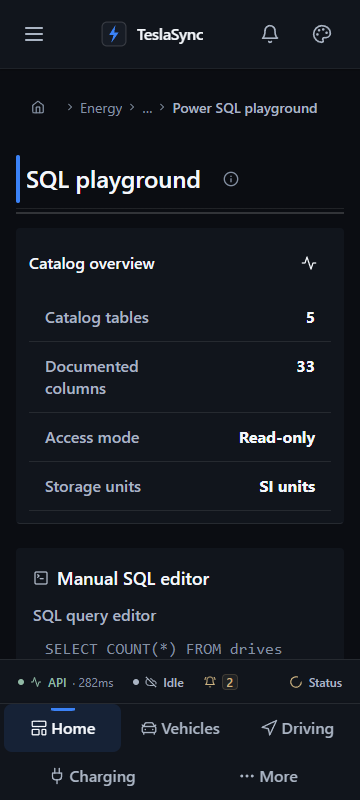 TeslaSync
Energy ... Power SQL playground
SQL playground
Catalog overview
Catalog tables 5
Documented columns 33
Access mode Read-only
Storage units SI units
Manual SQL editor
SQL query editor
SELECT COUNT(*) FROM drives
API · 282ms Idle 2 Status
Home Vehicles Driving
Charging More